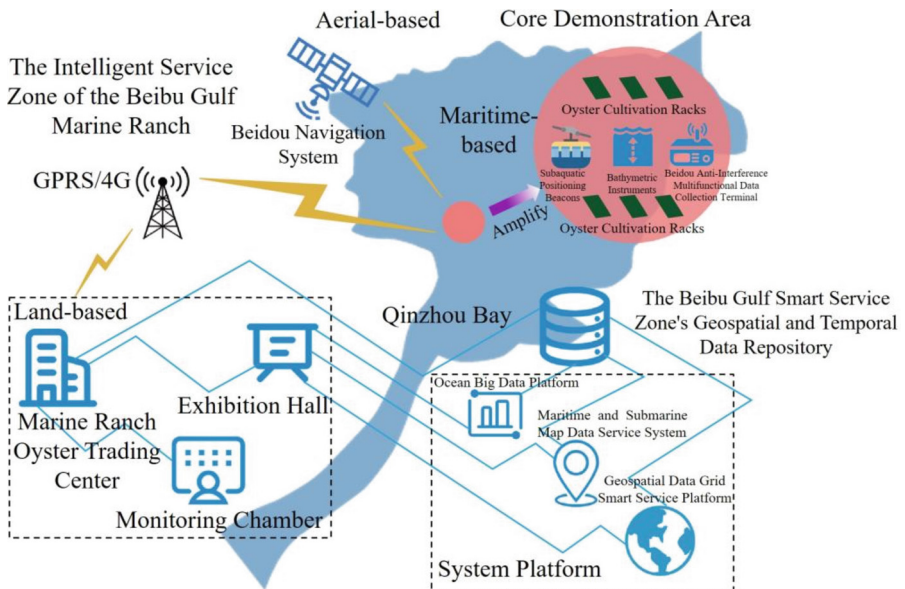 Aerial-based
Core Demonstration Area
The Intelligent Service
Zone of the Beibu Gulf
Marine Ranch
Beidou Navigation
System
GPRS/4G
Maritime-
based
Oyster Cultivation Racks
Subaquatic
Positioning
Beacons
Bathymetric
Instruments
Beidou Anti-Interference
Multifunctional Data
Collection Terminal
Oyster Cultivation Racks
Amplify
Land-based
Marine Ranch
Oyster Trading
Center
Exhibition Hall
Monitoring Chamber
Qinzhou Bay
The Beibu Gulf Smart Service
Zone's Geospatial and Temporal
Data Repository
Ocean Big Data Platform
Maritime and Submarine
Map Data Service System
Geospatial Data Grid
Smart Service Platform
System Platform